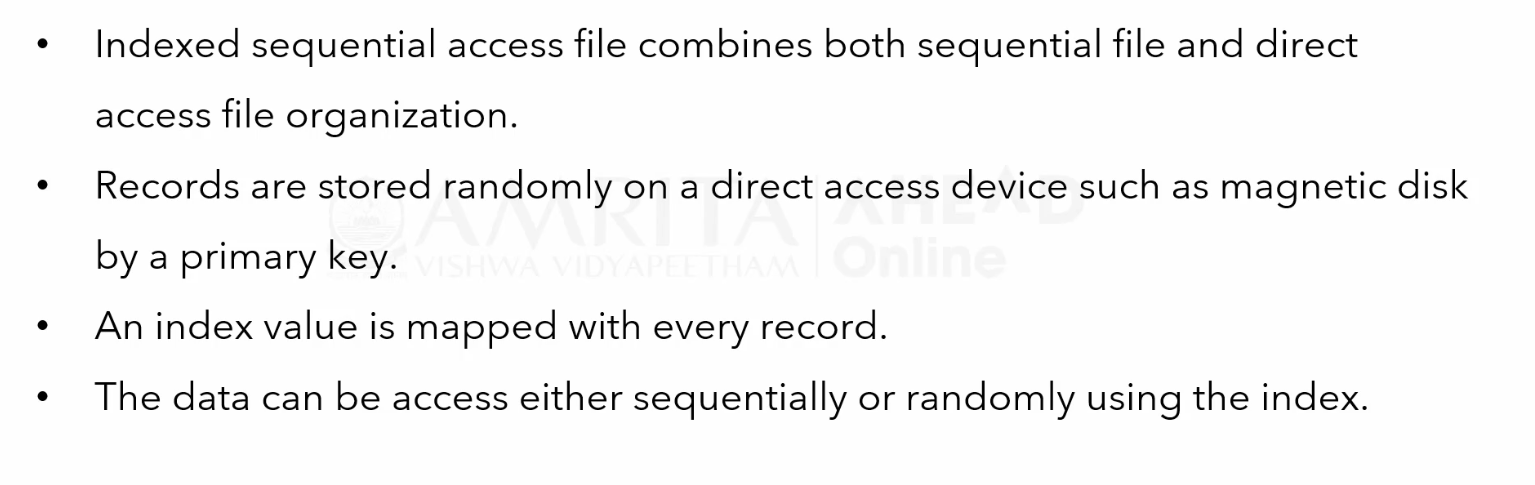 • Indexed sequential access file combines both sequential file and direct
access file organization.
• Records are stored randomly on a direct access device such as magnetic disk
by a primary key.
• An index value is mapped with every record.
• The data can be access either sequentially or randomly using the index.
AMRITA
VISHWA VIDYAPEETHAM
AHEAD
Online